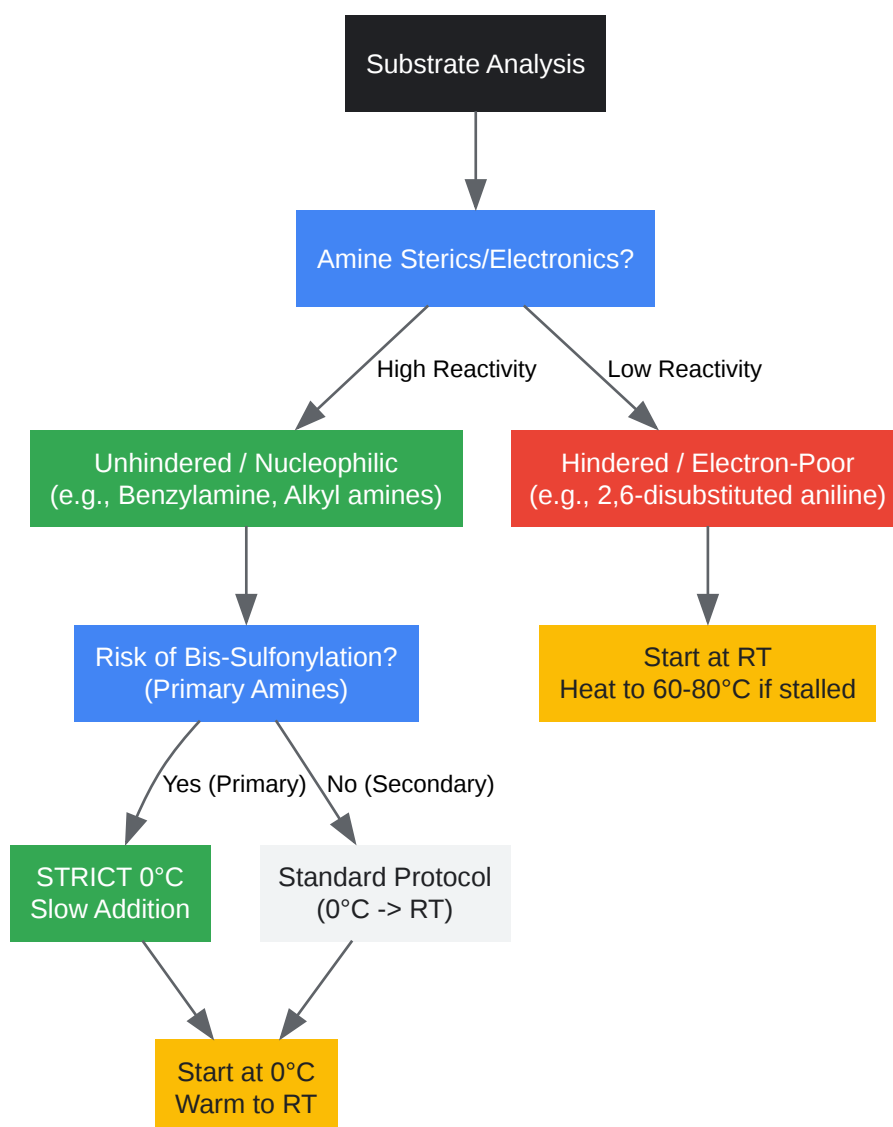 Substrate Analysis
Amine Sterics/Electronics?
High Reactivity
Low Reactivity
Unhindered / Nucleophilic
(e.g., Benzylamine, Alkyl amines)
Hindered / Electron-Poor
(e.g., 2,6-disubstituted aniline)
Risk of Bis-Sulfonylation?
(Primary Amines)
Start at RT
Heat to 60-80°C if stalled
Yes (Primary)
No (Secondary)
STRICT 0°C
Slow Addition
Standard Protocol
(0°C -> RT)
Start at 0°C
Warm to RT